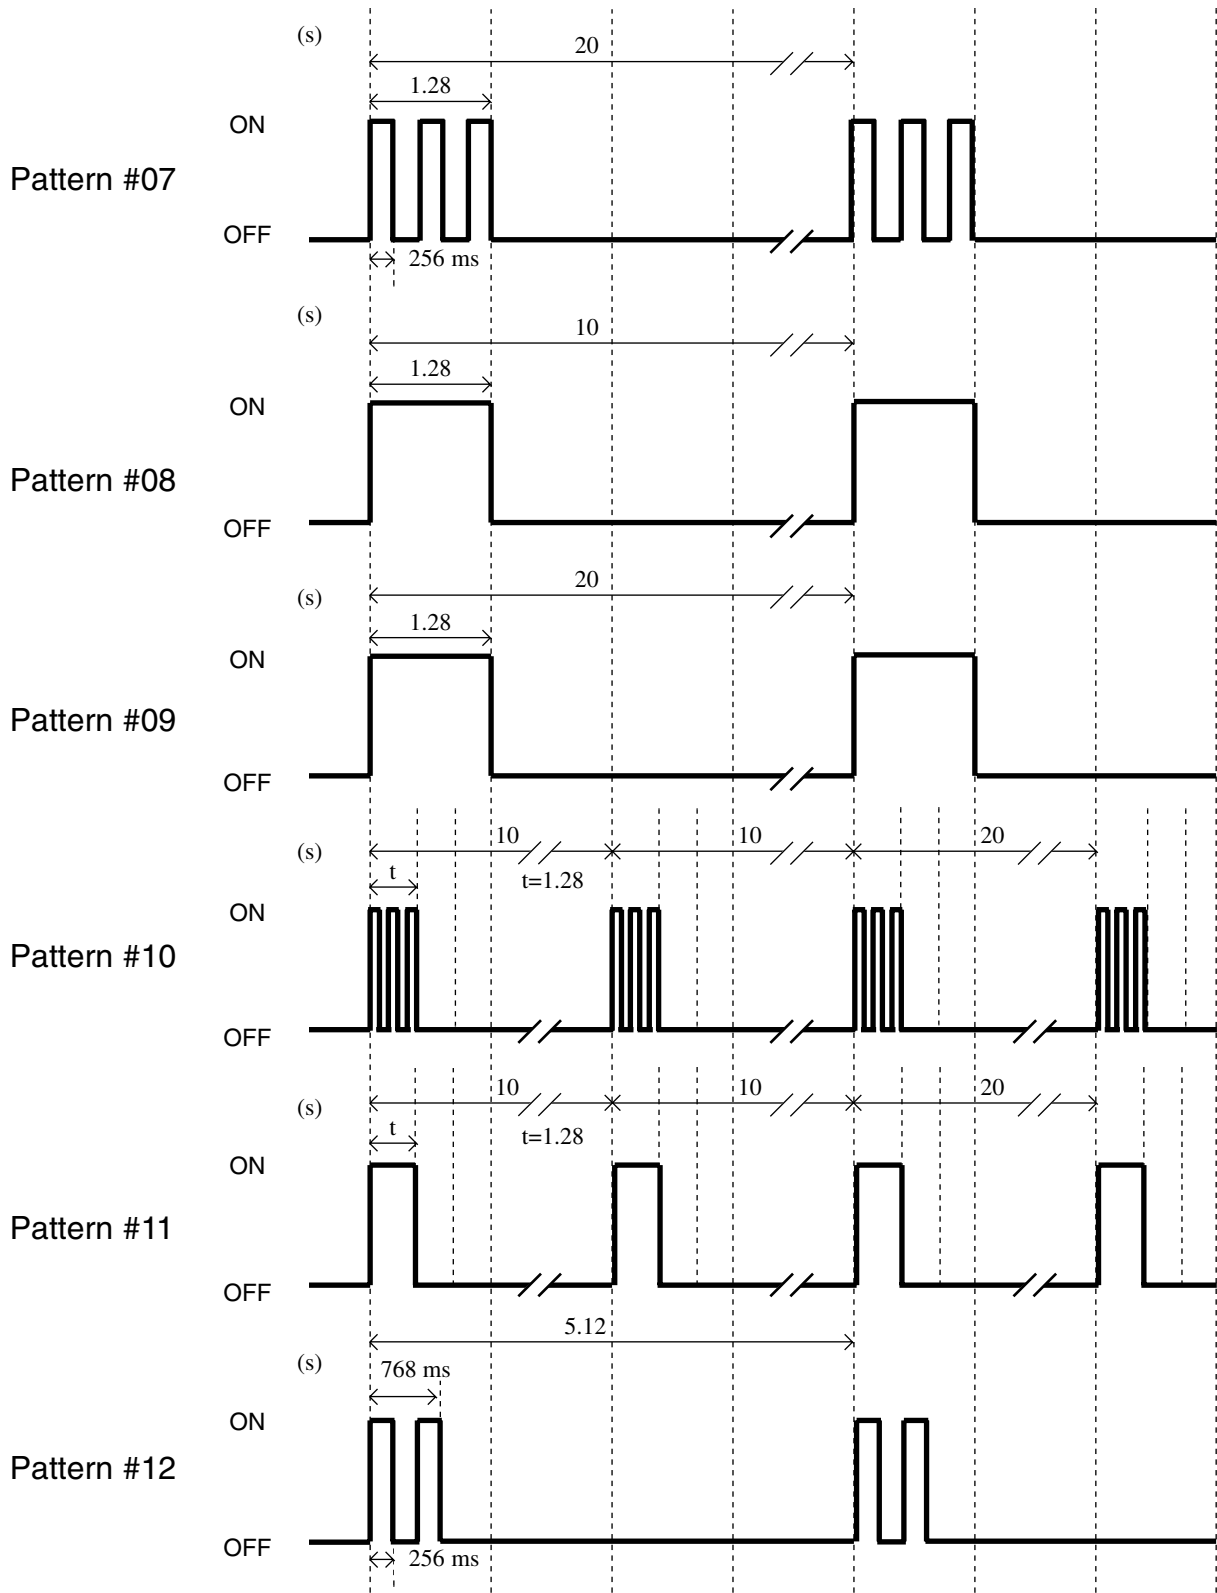 (s)
20
1.28
ON
Pattern #07
OFF
256 ms
(s)
10
1.28
ON
Pattern #08
OFF
(s)
20
1.28
ON
Pattern #09
OFF
(s)
10 10 20
t t=1.28
ON
Pattern #10
OFF
(s)
10 10 20
t t=1.28
ON
Pattern #11
OFF
5.12
(s)
768 ms
ON
Pattern #12
OFF
256 ms